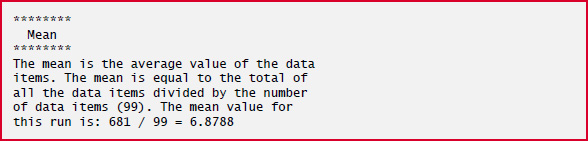 ********
Mean
********
The mean is the average value of the data
items. The mean is equal to the total of
all the data items divided by the number
of data items (99). The mean value for
this run is: 681 / 99 = 6.8788